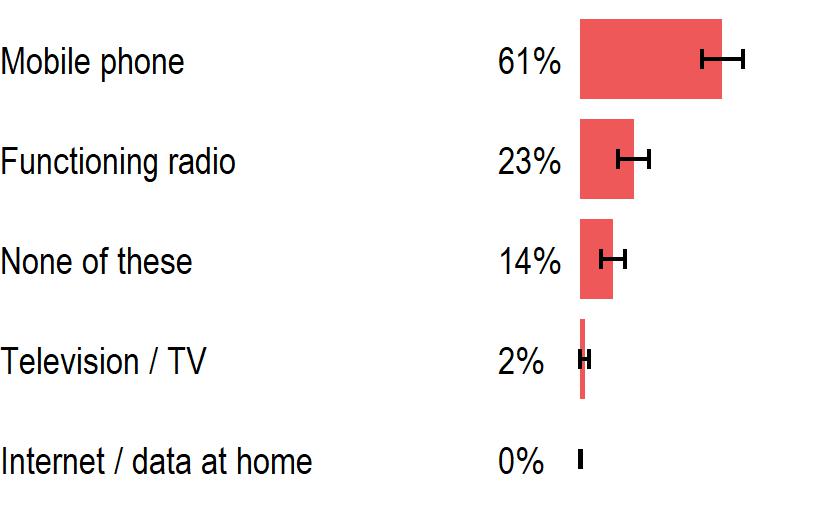 Mobile phone 61%
Functioning radio 23%
None of these 14%
Television / TV 2%
Internet / data at home 0%